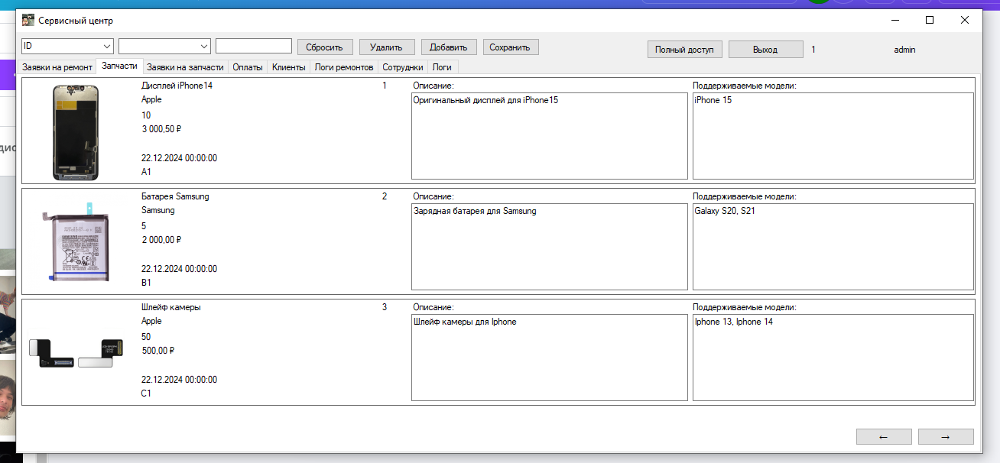 Сервисный центр
ID Сбросить Удалить Добавить Сохранить Полный доступ Выход 1 admin
Заявки на ремонт Запчасти Заявки на запчасти Оплаты Клиенты Логи ремонтов Сотруднки Логи
Дисплей iPhone14 1 Описание: Поддерживаемые модели:
Apple Оригинальный дисплей для iPhone15 iPhone 15
10
3 000,50 ₽
22.12.2024 00:00:00
A1
Батарея Samsung 2 Описание: Поддерживаемые модели:
Samsung Зарядная батарея для Samsung Galaxy S20, S21
5
2 000,00 ₽
22.12.2024 00:00:00
B1
Шлейф камеры 3 Описание: Поддерживаемые модели:
Apple Шлейф камеры для Iphone Iphone 13, Iphone 14
50
500,00 ₽
22.12.2024 00:00:00
C1
← →